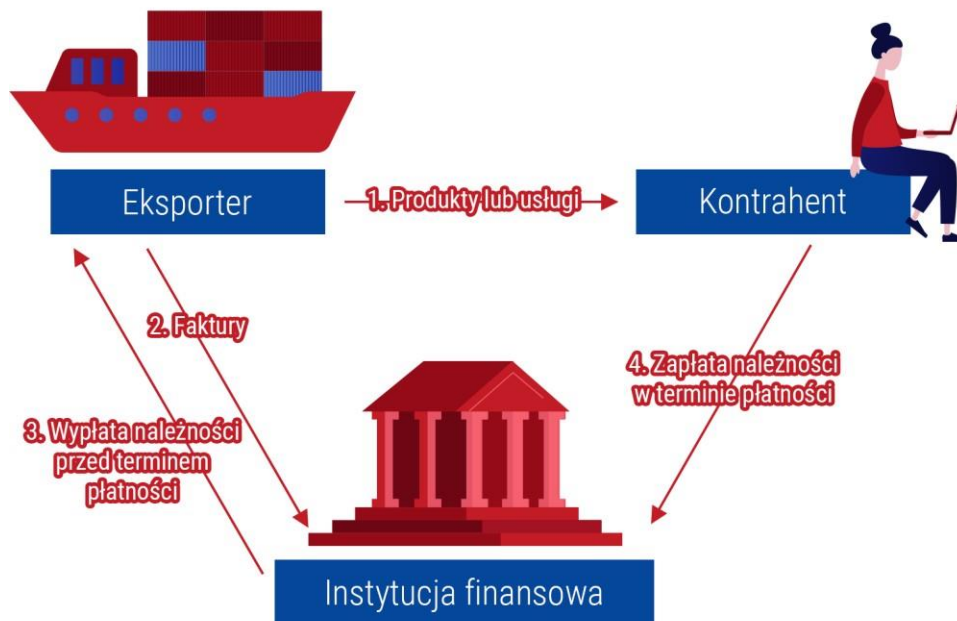 Eksporter
1. Produkty lub usługi
Kontrahent
2. Faktury
3. Wypłata należności
przed terminem
płatności
4. Zapłata należności
w terminie płatności
Instytucja finansowa